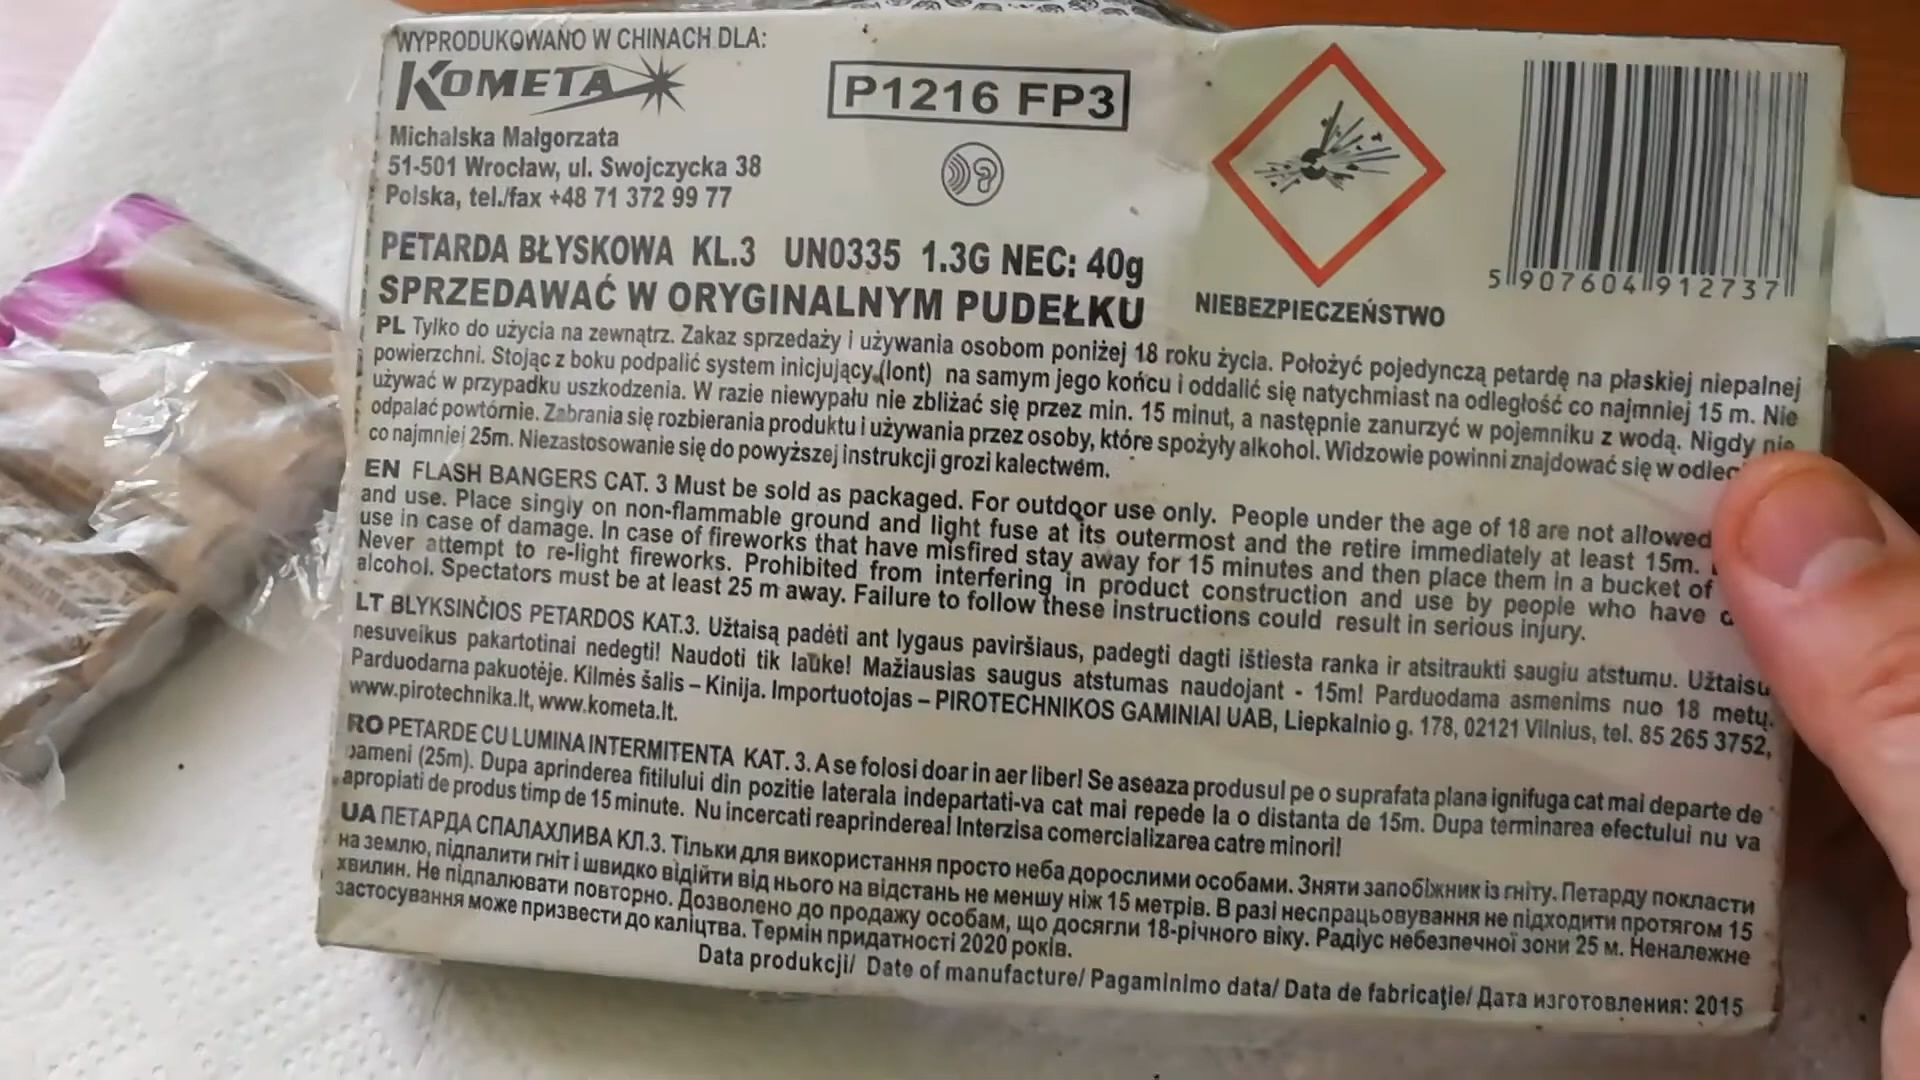 WYPRODUKOWANO W CHINACH DLA:
KOMETA
P1216 FP3
Michalska Małgorzata
51-501 Wrocław, ul. Swojczycka 38
Polska, tel./fax +48 71 372 99 77
PETARDA BŁYSKOWA KL.3 UN0335 1.3G NEC: 40g
SPRZEDAWAĆ W ORYGINALNYM PUDEŁKU
NIEBEZPIECZEŃSTWO
5 907604 912737
PL Tylko do użycia na zewnątrz. Zakaz sprzedaży i używania osobom poniżej 18 roku życia. Położyć pojedynczą petardę na płaskiej niepalnej
powierzchni. Stojąc z boku podpalić system inicjujący (lont) na samym jego końcu i oddalić się natychmiast na odległość co najmniej 15 m. Nie
używać w przypadku uszkodzenia. W razie niewypału nie zbliżać się przez min. 15 minut, a następnie zanurzyć w pojemniku z wodą. Nigdy nie
odpalać powtórnie. Zabrania się rozbierania produktu i używania przez osoby, które spożyły alkohol. Widzowie powinni znajdować się w
co najmniej 25m. Niezastosowanie się do powyższej instrukcji grozi kalectwem.
EN FLASH BANGERS CAT. 3 Must be sold as packaged. For outdoor use only. People under the age of 18 are not allowed
and use. Place singly on non-flammable ground and light fuse at its outermost and the retire immediately at least 15m.
use in case of damage. In case of fireworks that have misfired stay away for 15 minutes and then place them in a bucket of
Never attempt to re-light fireworks. Prohibited from interfering in product construction and use by people who have
alcohol. Spectators must be at least 25 m away. Failure to follow these instructions could result in serious injury.
LT BLYKSINČIOS PETARDOS KAT.3. Užtaisą padėti ant lygaus paviršiaus, padegti dagti ištiesta ranka ir atsitraukti saugiu atstumu. Užtaisu
nesuveikus pakartotinai nedegti! Naudoti tik lauke! Mažiausias saugus atstumas naudojant - 15m! Parduodama asmenims nuo 18 metų.
Parduodama pakuotėje. Kilmės šalis – Kinija. Importuotojas – PIROTECHNIKOS GAMINIAI UAB, Liepkalnio g. 178, 02121 Vilnius, tel. 85 265 3752,
www.pirotechnika.lt, www.kometa.lt.
RO PETARDE CU LUMINA INTERMITENTA KAT. 3. A se folosi doar in aer liber! Se aseaza produsul pe o suprafata plana ignifuga cat mai departe de
oameni (25m). Dupa aprinderea fitilului din pozitie laterala indepartati-va cat mai repede la o distanta de 15m. Dupa terminarea efectului nu va
apropiati de produs timp de 15 minute. Nu incercati reaprinderea! Interzisa comercializarea catre minori!
UA ПЕТАРДА СПАЛАХЛИВА КЛ.3. Тільки для використання просто неба дорослими особами. Зняти запобіжник із гніту. Петарду покласти
на землю, підпалити гніт і швидко відійти від нього на відстань не меншу ніж 15 метрів. В разі неспрацьовування не підходити протягом 15
хвилин. Не підпалювати повторно. Дозволено до продажу особам, що досягли 18-річного віку. Радіус небезпечної зони 25 м. Неналежне
застосування може призвести до каліцтва. Термін придатності 2020 років.
Data produkcji/ Date of manufacture/ Pagaminimo data/ Data de fabricaţie/ Дата изготовления: 2015